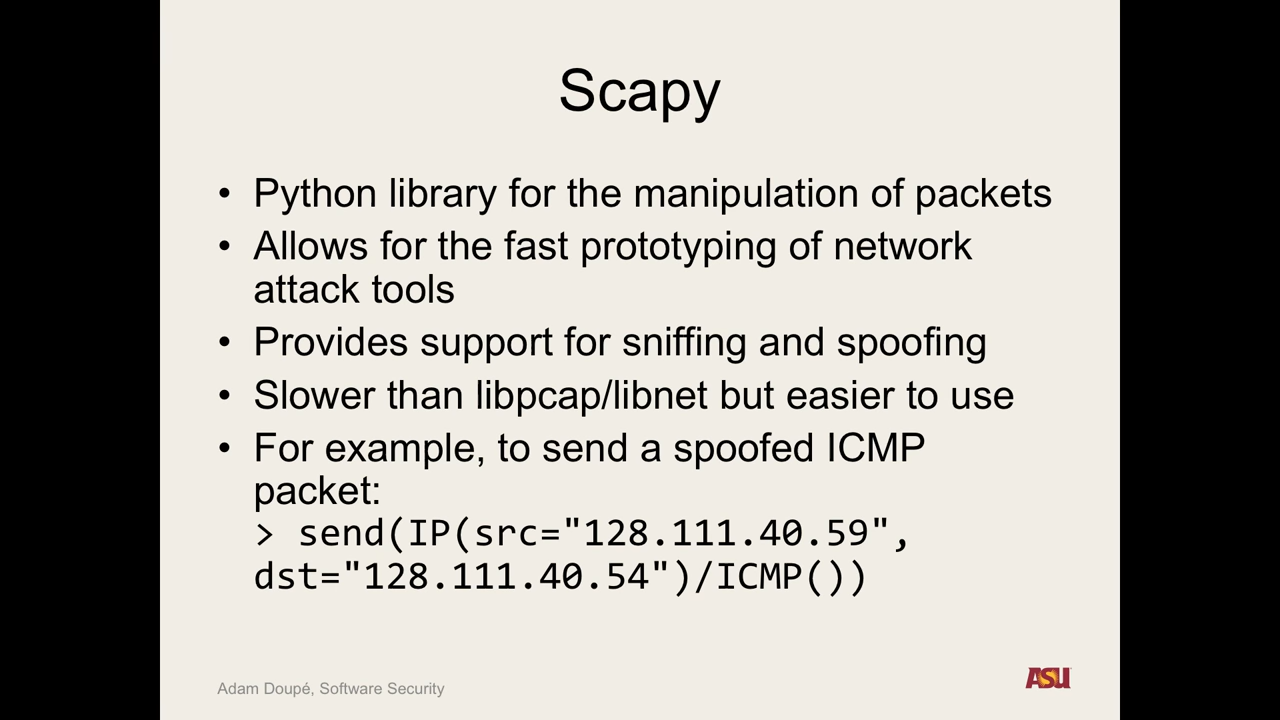 Scapy
• Python library for the manipulation of packets
• Allows for the fast prototyping of network
attack tools
• Provides support for sniffing and spoofing
• Slower than libpcap/libnet but easier to use
• For example, to send a spoofed ICMP
packet:
> send(IP(src="128.111.40.59",
dst="128.111.40.54")/ICMP())
Adam Doupé, Software Security
ASU